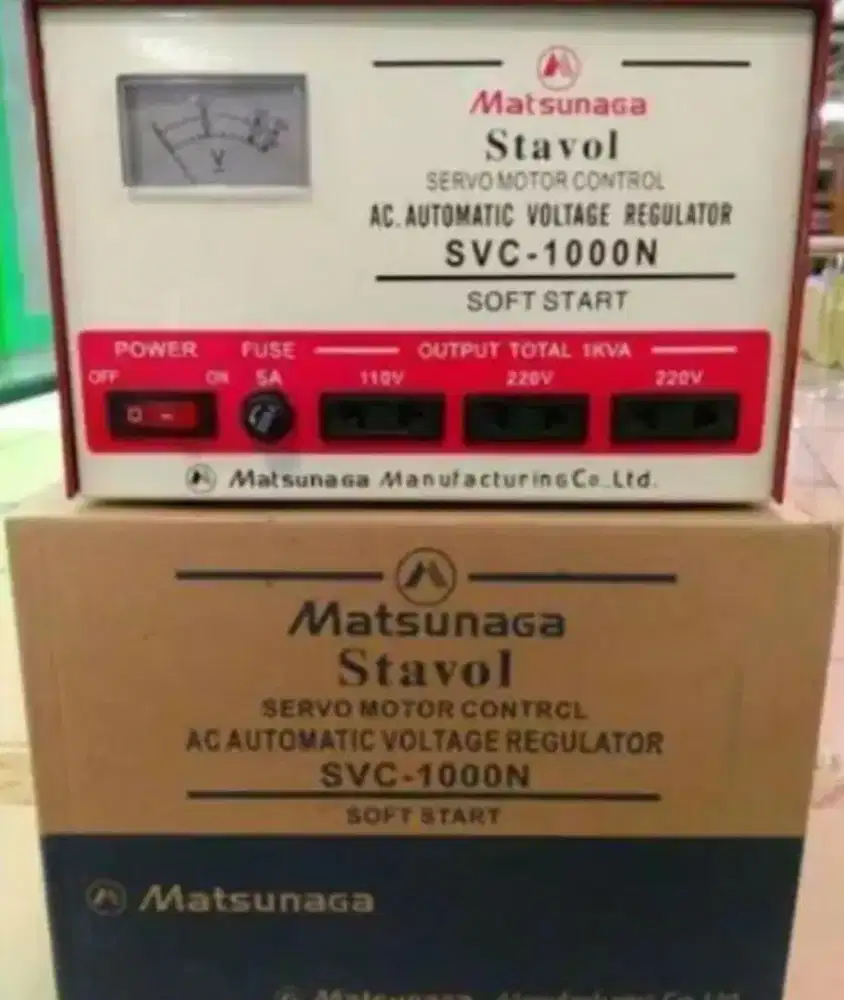 Matsunaga
Stavol
SERVO MOTOR CONTROL
AC. AUTOMATIC VOLTAGE REGULATOR
SVC-1000N
SOFT START
V
POWER FUSE OUTPUT TOTAL 1KVA
OFF ON 5A 110V 220V 220V
Matsunaga Manufacturing Co.,Ltd.
Matsunaga
Stavol
SERVO MOTOR CONTROL
AC AUTOMATIC VOLTAGE REGULATOR
SVC-1000N
SOFT START
Matsunaga
Matsunaga